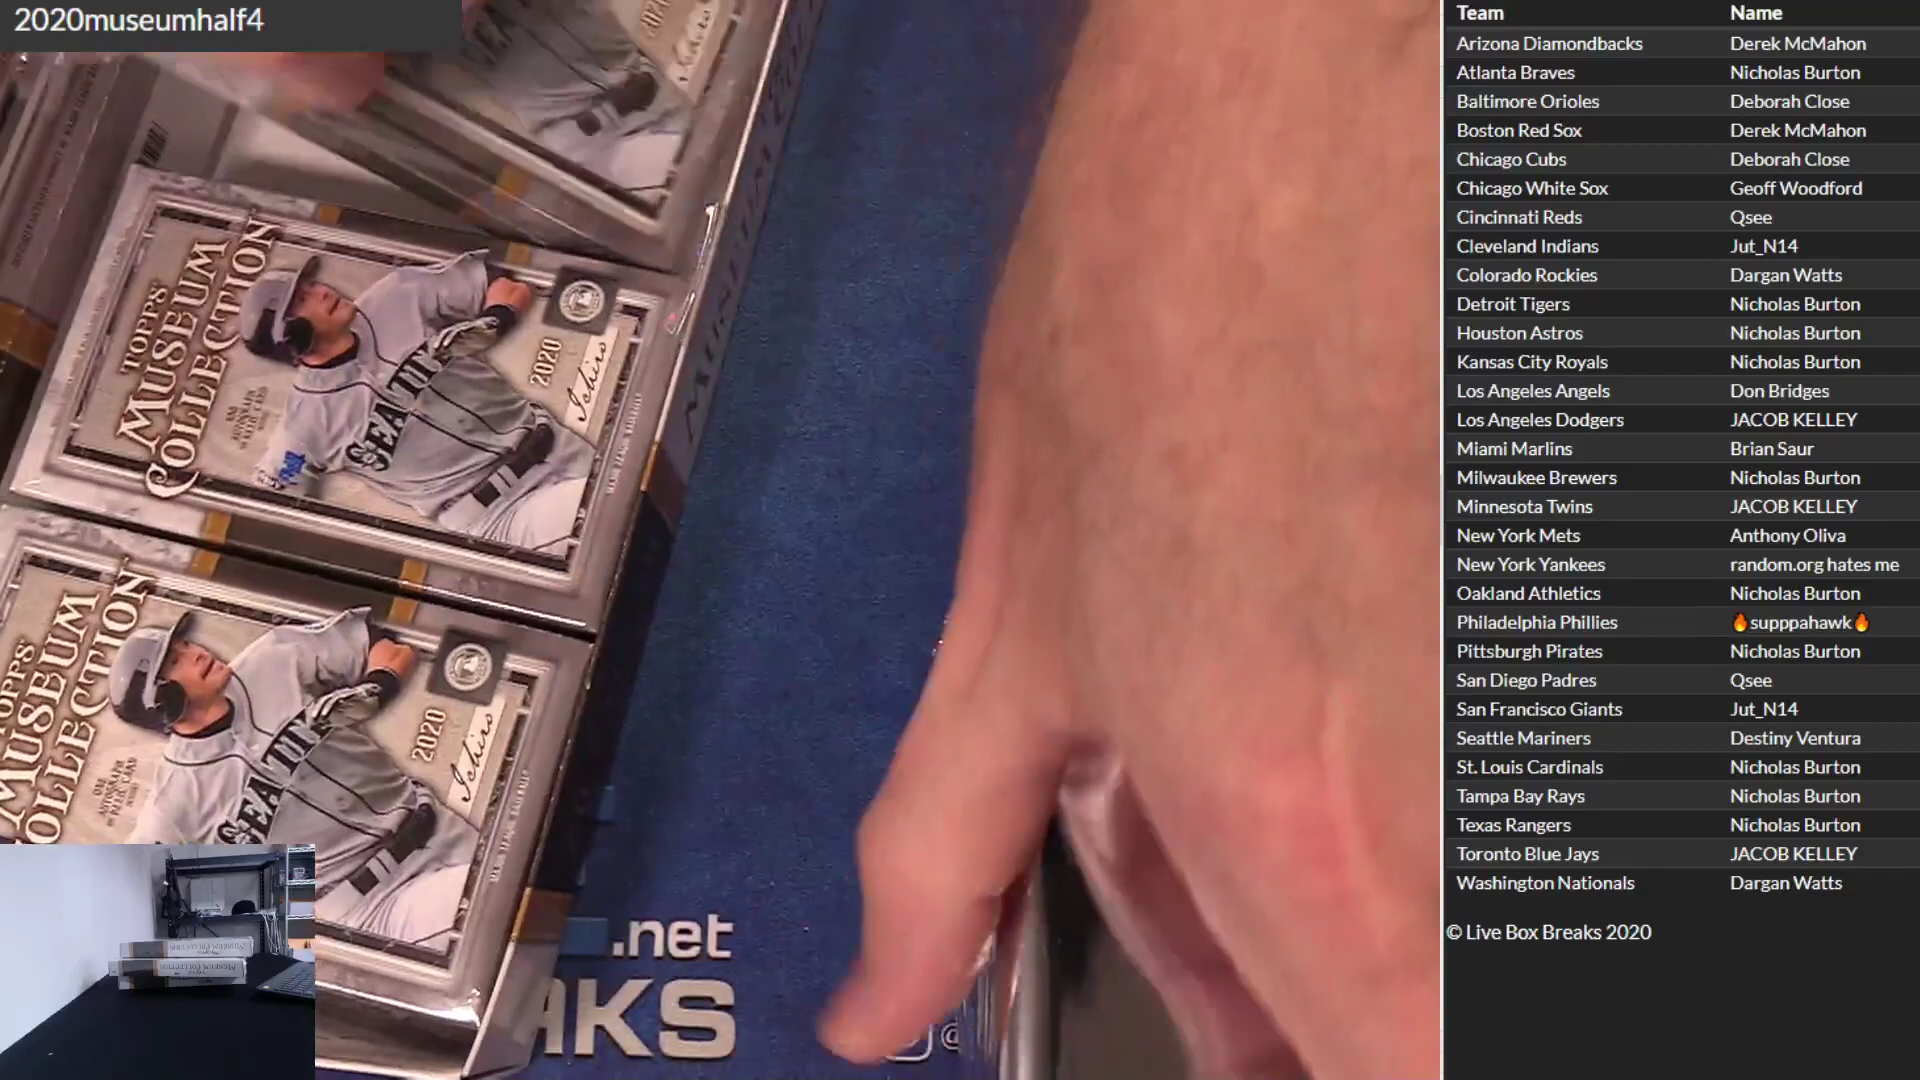 2020museumhalf4
Team Name
Arizona Diamondbacks Derek McMahon
Atlanta Braves Nicholas Burton
Baltimore Orioles Deborah Close
Boston Red Sox Derek McMahon
Chicago Cubs Deborah Close
Chicago White Sox Geoff Woodford
Cincinnati Reds Qsee
Cleveland Indians Jut_N14
Colorado Rockies Dargan Watts
Detroit Tigers Nicholas Burton
Houston Astros Nicholas Burton
Kansas City Royals Nicholas Burton
Los Angeles Angels Don Bridges
Los Angeles Dodgers JACOB KELLEY
Miami Marlins Brian Saur
Milwaukee Brewers Nicholas Burton
Minnesota Twins JACOB KELLEY
New York Mets Anthony Oliva
New York Yankees random.org hates me
Oakland Athletics Nicholas Burton
Philadelphia Phillies 🔥supppahawk🔥
Pittsburgh Pirates Nicholas Burton
San Diego Padres Qsee
San Francisco Giants Jut_N14
Seattle Mariners Destiny Ventura
St. Louis Cardinals Nicholas Burton
Tampa Bay Rays Nicholas Burton
Texas Rangers Nicholas Burton
Toronto Blue Jays JACOB KELLEY
Washington Nationals Dargan Watts
© Live Box Breaks 2020
TOPPS
MUSEUM
COLLECTION
2020
Ichiro
SEATTLE
TOPPS
MUSEUM
COLLECTION
2020
Ichiro
.net
AKS